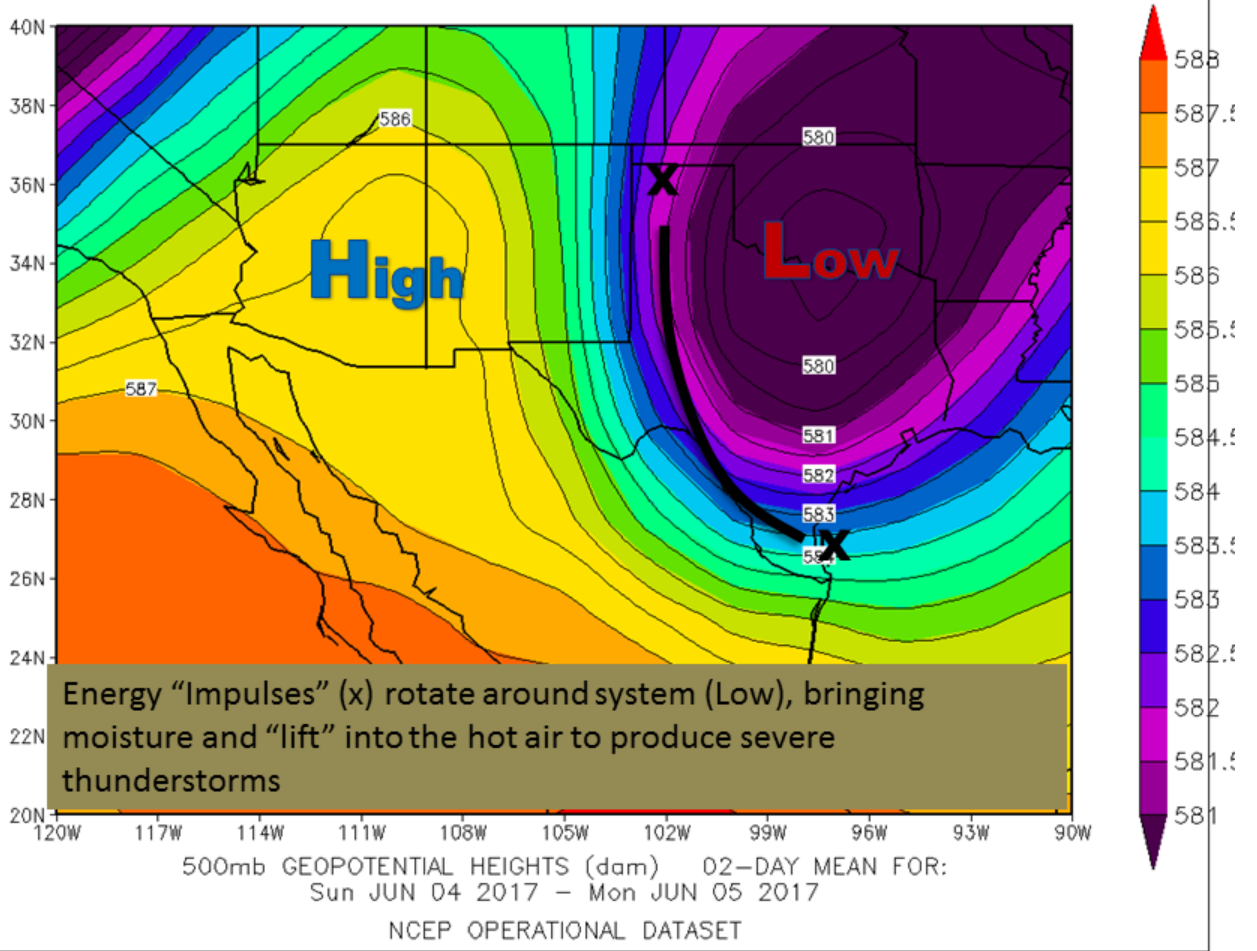 40N
38N
36N
34N
32N
30N
28N
26N
24N
22N
20N
120W 117W 114W 111W 108W 105W 102W 99W 96W 93W 90W
586
580
X
High
Low
587
580
581
582
583
X
Energy “Impulses” (x) rotate around system (Low), bringing
moisture and “lift” into the hot air to produce severe
thunderstorms
588
587.5
587
586.5
586
585.5
585
584.5
584
583.5
583
582.5
582
581.5
581
500mb GEOPOTENTIAL HEIGHTS (dam) 02-DAY MEAN FOR:
Sun JUN 04 2017 – Mon JUN 05 2017
NCEP OPERATIONAL DATASET